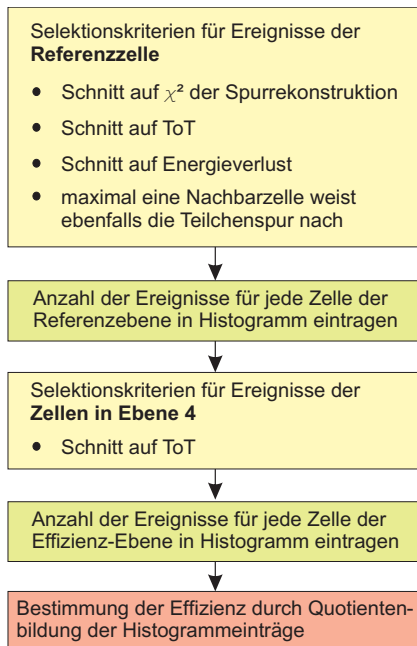 Selektionskriterien für Ereignisse der
Referenzzelle
• Schnitt auf χ² der Spurrekonstruktion
• Schnitt auf ToT
• Schnitt auf Energieverlust
• maximal eine Nachbarzelle weist
ebenfalls die Teilchenspur nach
Anzahl der Ereignisse für jede Zelle der
Referenzebene in Histogramm eintragen
Selektionskriterien für Ereignisse der
Zellen in Ebene 4
• Schnitt auf ToT
Anzahl der Ereignisse für jede Zelle der
Effizienz-Ebene in Histogramm eintragen
Bestimmung der Effizienz durch Quotienten-
bildung der Histogrammeinträge